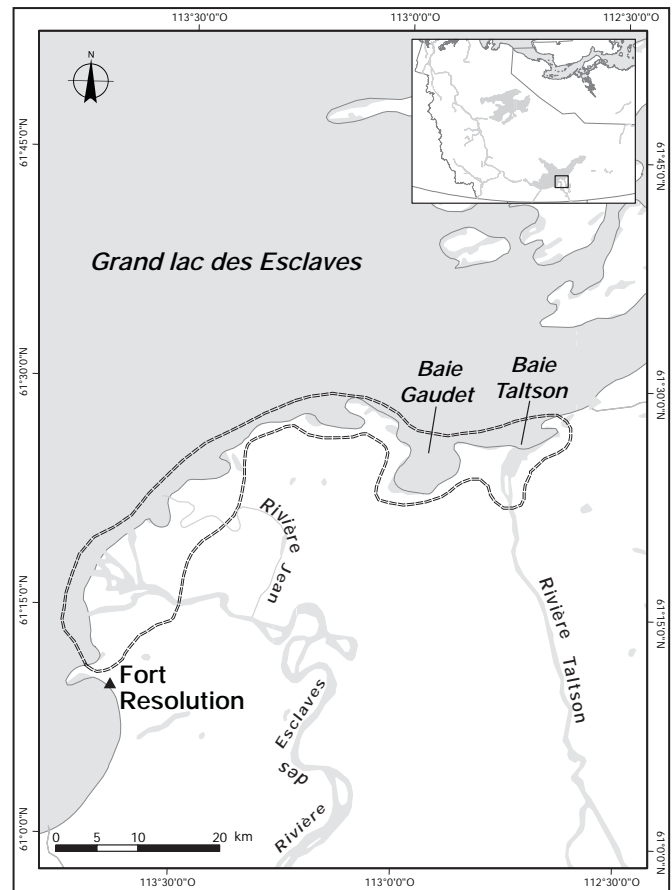 113°30'0"O
113°0'0"O
112°30'0"O
N
61°45'0"N
61°45'0"N
Grand lac des Esclaves
61°30'0"N
61°30'0"N
Baie
Gaudet
Baie
Taltson
Rivière Jean
61°15'0"N
61°15'0"N
Rivière Taltson
Fort
Resolution
Rivière des Esclaves
61°0'0"N
61°0'0"N
0 5 10 20 km
113°30'0"O
113°0'0"O
112°30'0"O